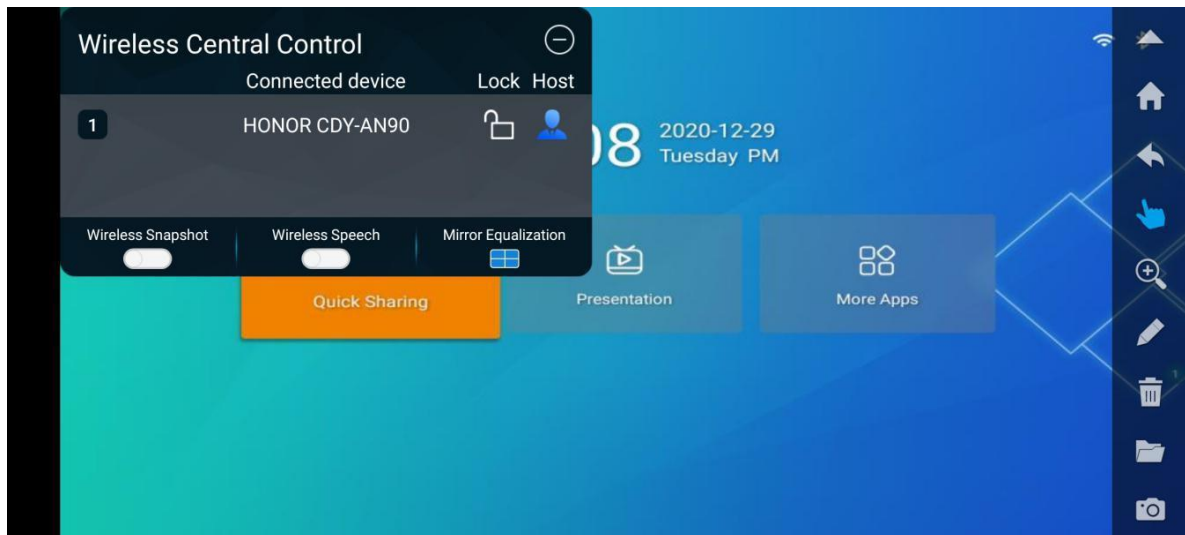 Wireless Central Control
Connected device Lock Host
1 HONOR CDY-AN90
08 2020-12-29
Tuesday PM
Wireless Snapshot Wireless Speech Mirror Equalization
Quick Sharing Presentation More Apps
1